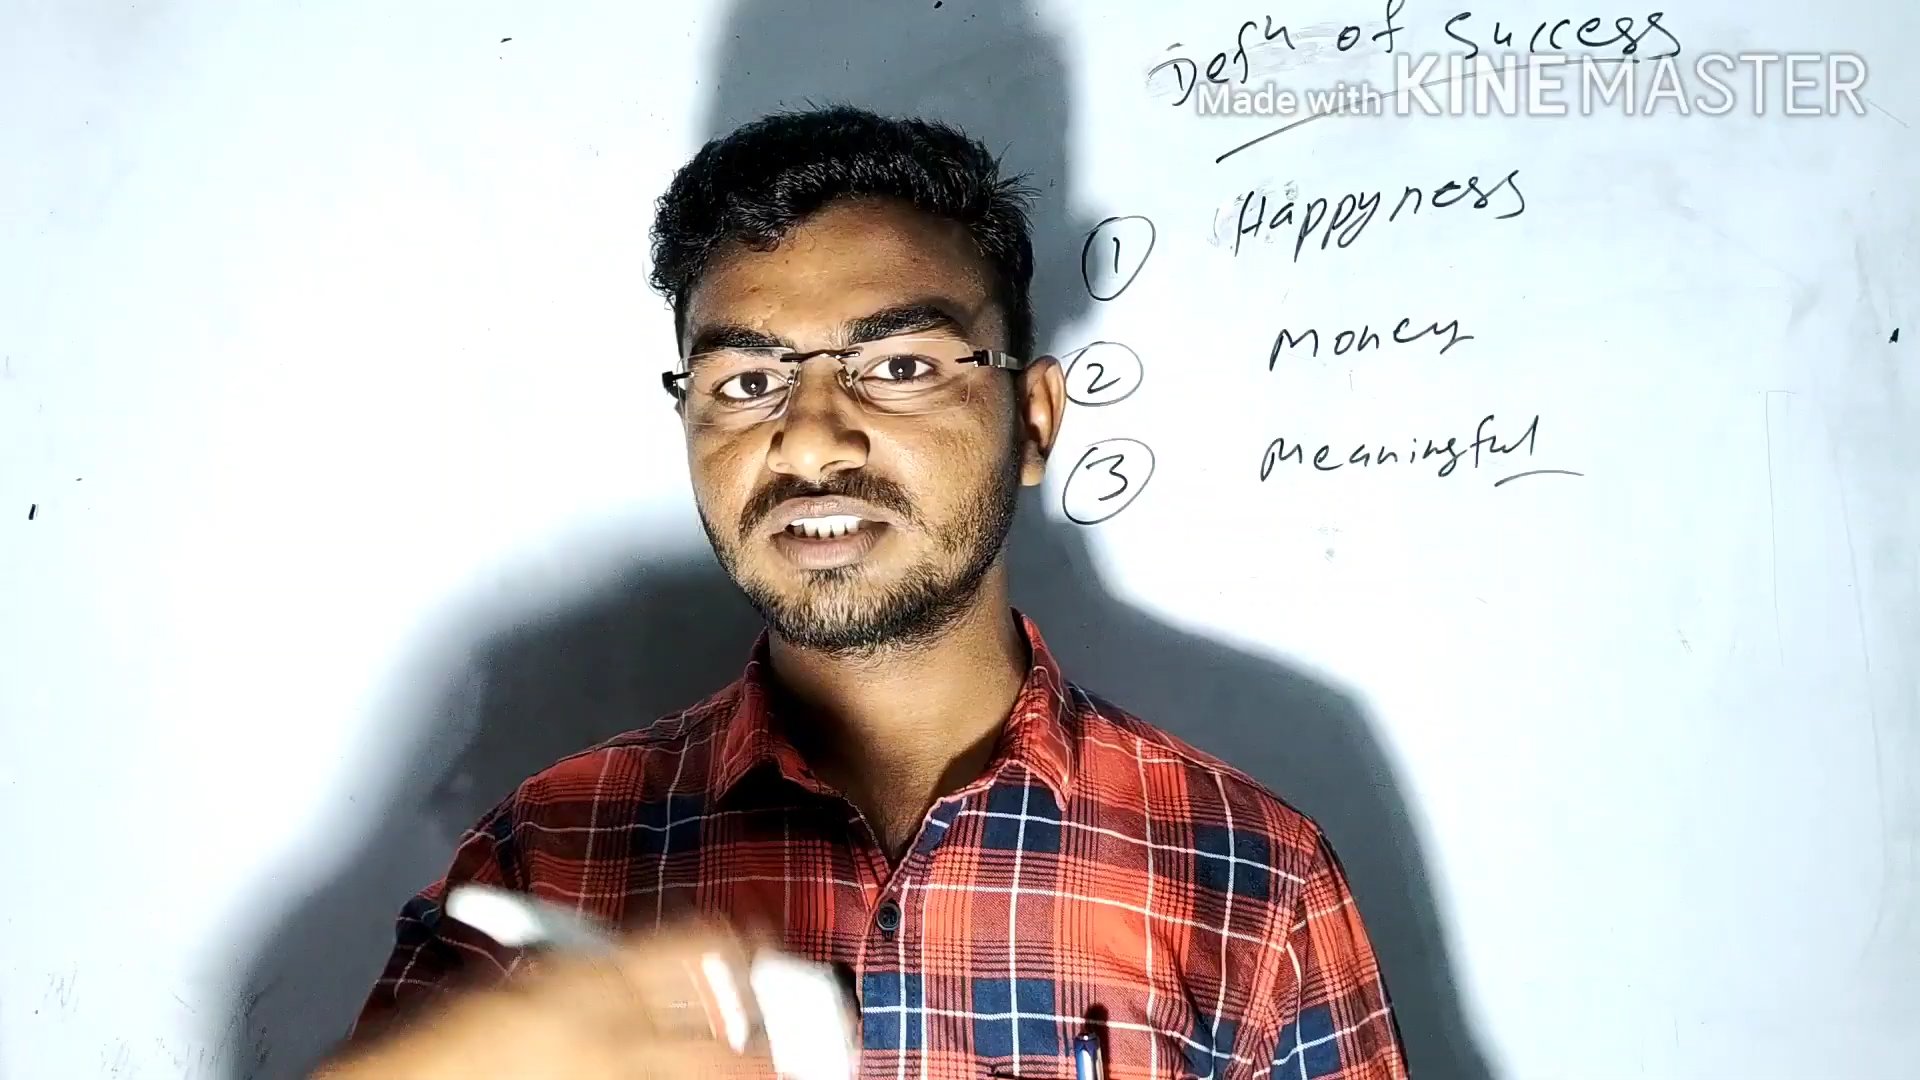 Defn of Success
Made with KINEMASTER
① Happyness
② Money
③ Meaningful